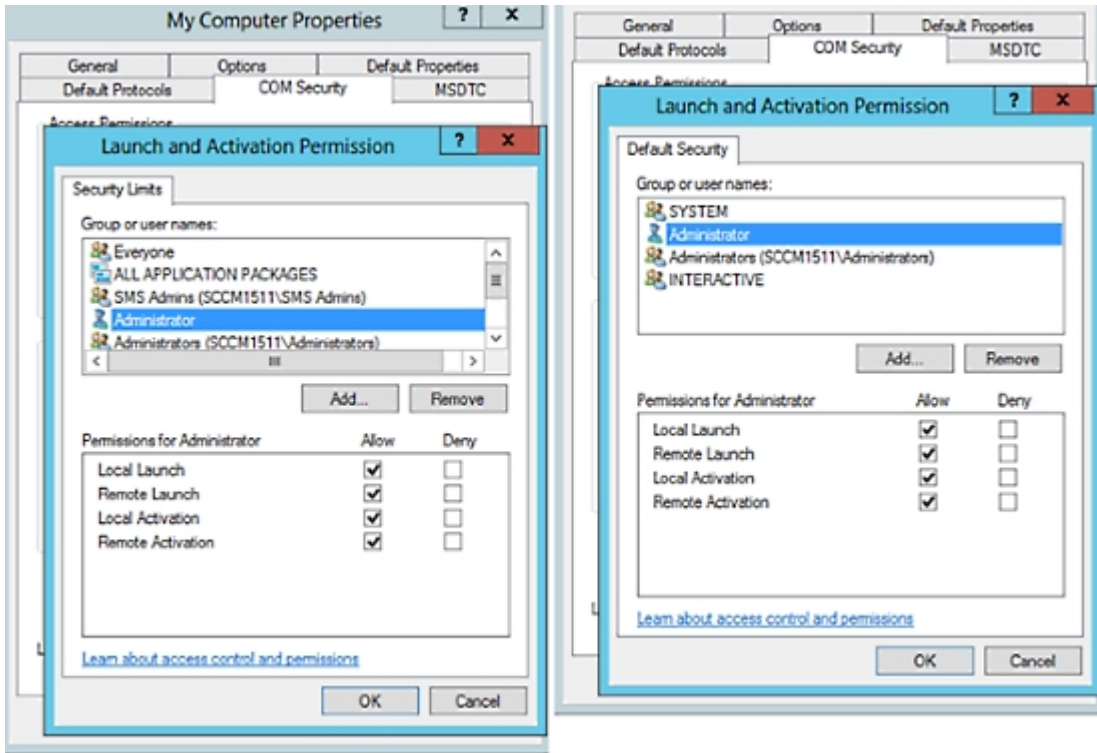 My Computer Properties ? x
General Options Default Properties
Default Protocols COM Security MSDTC
Access Permissions
Launch and Activation Permission ? x
Security Limits
Group or user names:
Everyone
ALL APPLICATION PACKAGES
SMS Admins (SCCM1511\SMS Admins)
Administrator
Administrators (SCCM1511\Administrators)
Add... Remove
Permissions for Administrator Allow Deny
Local Launch
Remote Launch
Local Activation
Remote Activation
Learn about access control and permissions
OK Cancel
General Options Default Properties
Default Protocols COM Security MSDTC
Access Permissions
Launch and Activation Permission ? x
Default Security
Group or user names:
SYSTEM
Administrator
Administrators (SCCM1511\Administrators)
INTERACTIVE
Add... Remove
Permissions for Administrator Allow Deny
Local Launch
Remote Launch
Local Activation
Remote Activation
Learn about access control and permissions
OK Cancel